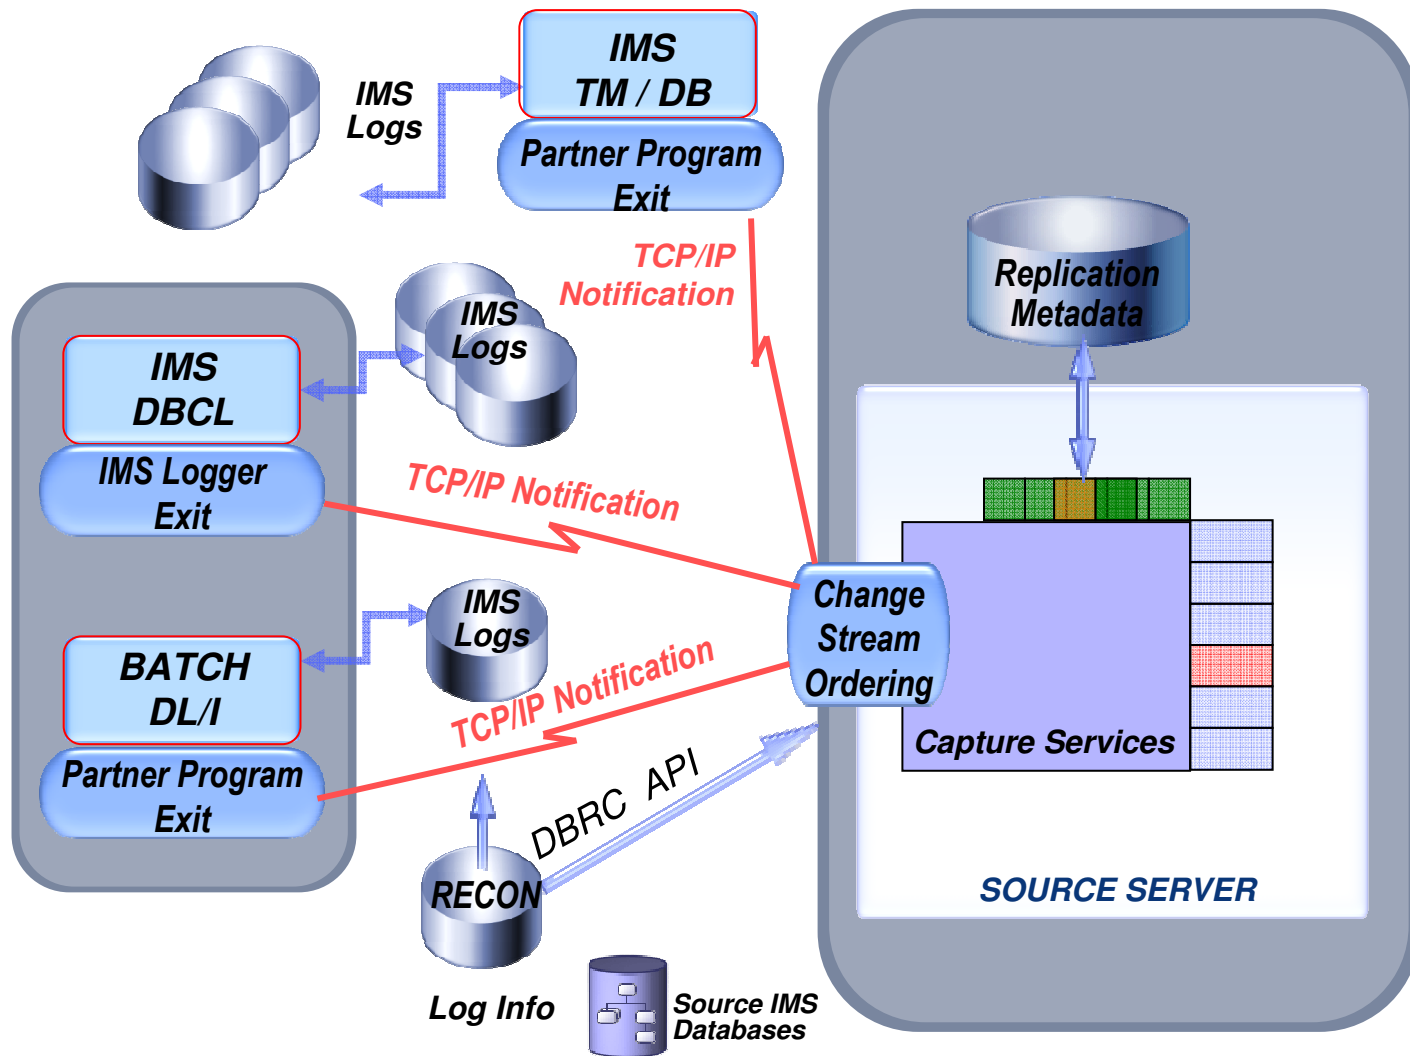 IMS
TM / DB
Partner Program
Exit
IMS
Logs
TCP/IP
Notification
Replication
Metadata
IMS
DBCL
IMS Logger
Exit
IMS
Logs
TCP/IP Notification
IMS
Logs
BATCH
DL/I
Partner Program
Exit
TCP/IP Notification
Change
Stream
Ordering
Capture Services
DBRC API
RECON
SOURCE SERVER
Log Info
Source IMS
Databases